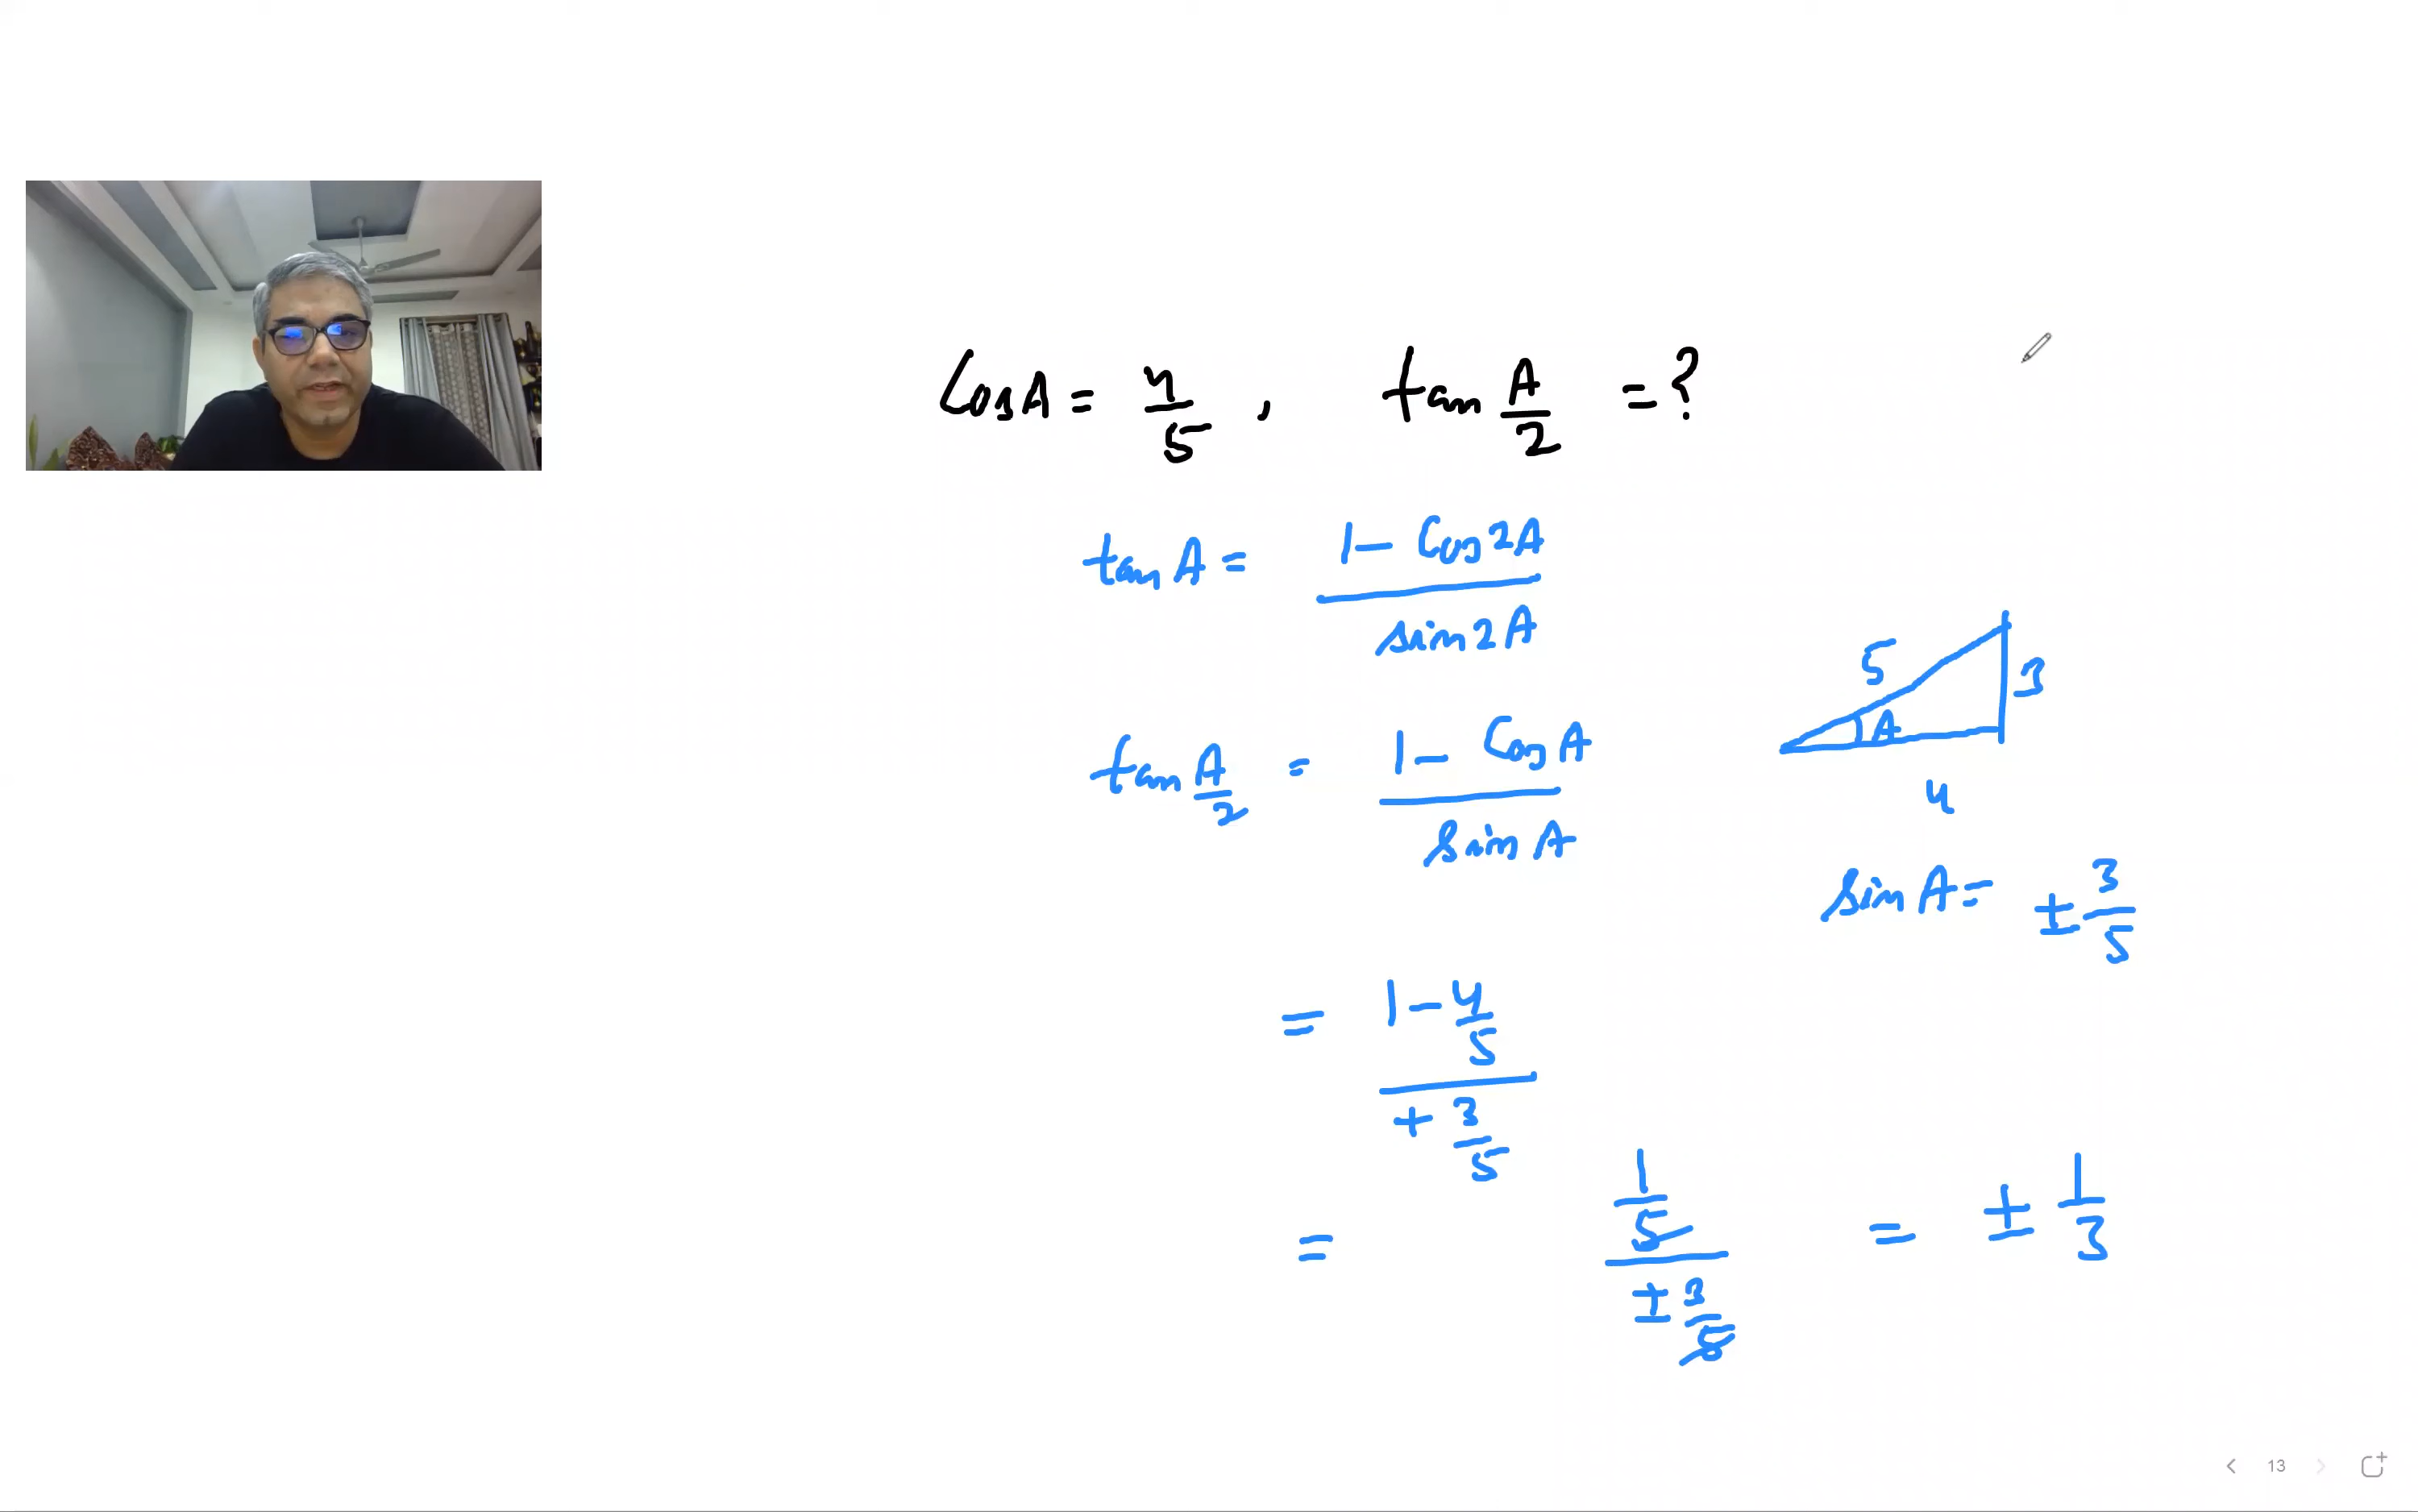 Cos A = 4/5 , tan A/2 = ?
tan A = (1 - Cos 2A)/(sin 2A)
5
3
A
4
tan A/2 = (1 - Cos A)/(sin A)
sin A = ± 3/5
= (1 - 4/5)/(+ 3/5)
= (1/5)/(± 3/5) = ± 1/3
13